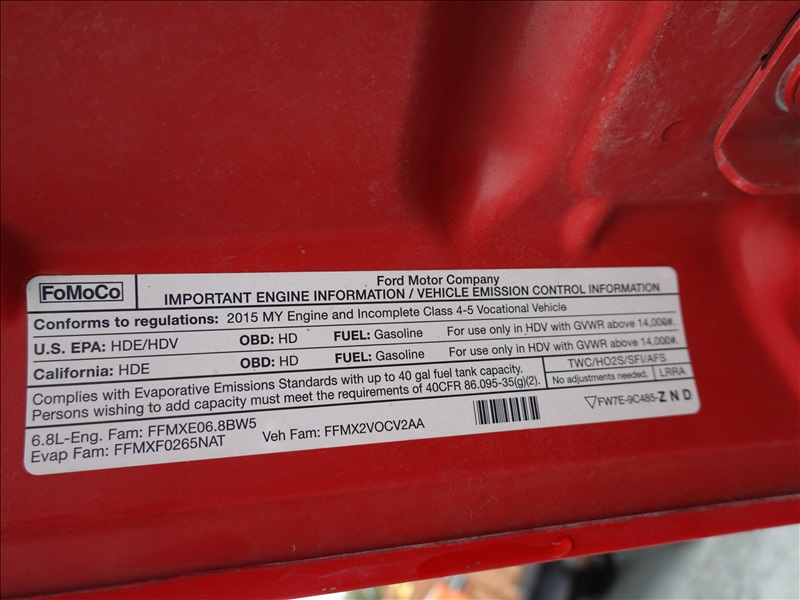 FoMoCo
Ford Motor Company
IMPORTANT ENGINE INFORMATION / VEHICLE EMISSION CONTROL INFORMATION
Conforms to regulations: 2015 MY Engine and Incomplete Class 4-5 Vocational Vehicle
U.S. EPA: HDE/HDV OBD: HD FUEL: Gasoline For use only in HDV with GVWR above 14,000#.
California: HDE OBD: HD FUEL: Gasoline For use only in HDV with GVWR above 14,000#.
Complies with Evaporative Emissions Standards with up to 40 gal fuel tank capacity.
Persons wishing to add capacity must meet the requirements of 40CFR 86.095-35(g)(2).
TWC/HO2S/SFI/AFS
No adjustments needed. LRRA
6.8L-Eng. Fam: FFMXE06.8BW5
Evap Fam: FFMXF0265NAT
Veh Fam: FFMX2VOCV2AA
▽FW7E-9C485-Z N D